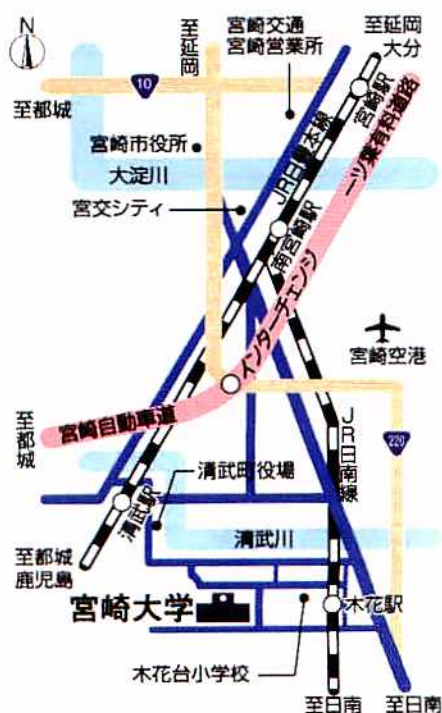 N
至延岡
宮崎交通
宮崎営業所
至延岡
大分
10
至都城
宮崎駅
一ツ葉有料道路
宮崎市役所
JR日豊本線
大淀川
宮交シティ
南宮崎駅
インターチェンジ
宮崎空港
宮崎自動車道
至都城
220
JR日南線
清武町役場
清武駅
清武川
至都城
鹿児島
宮崎大学
木花駅
木花台小学校
至日南
至日南